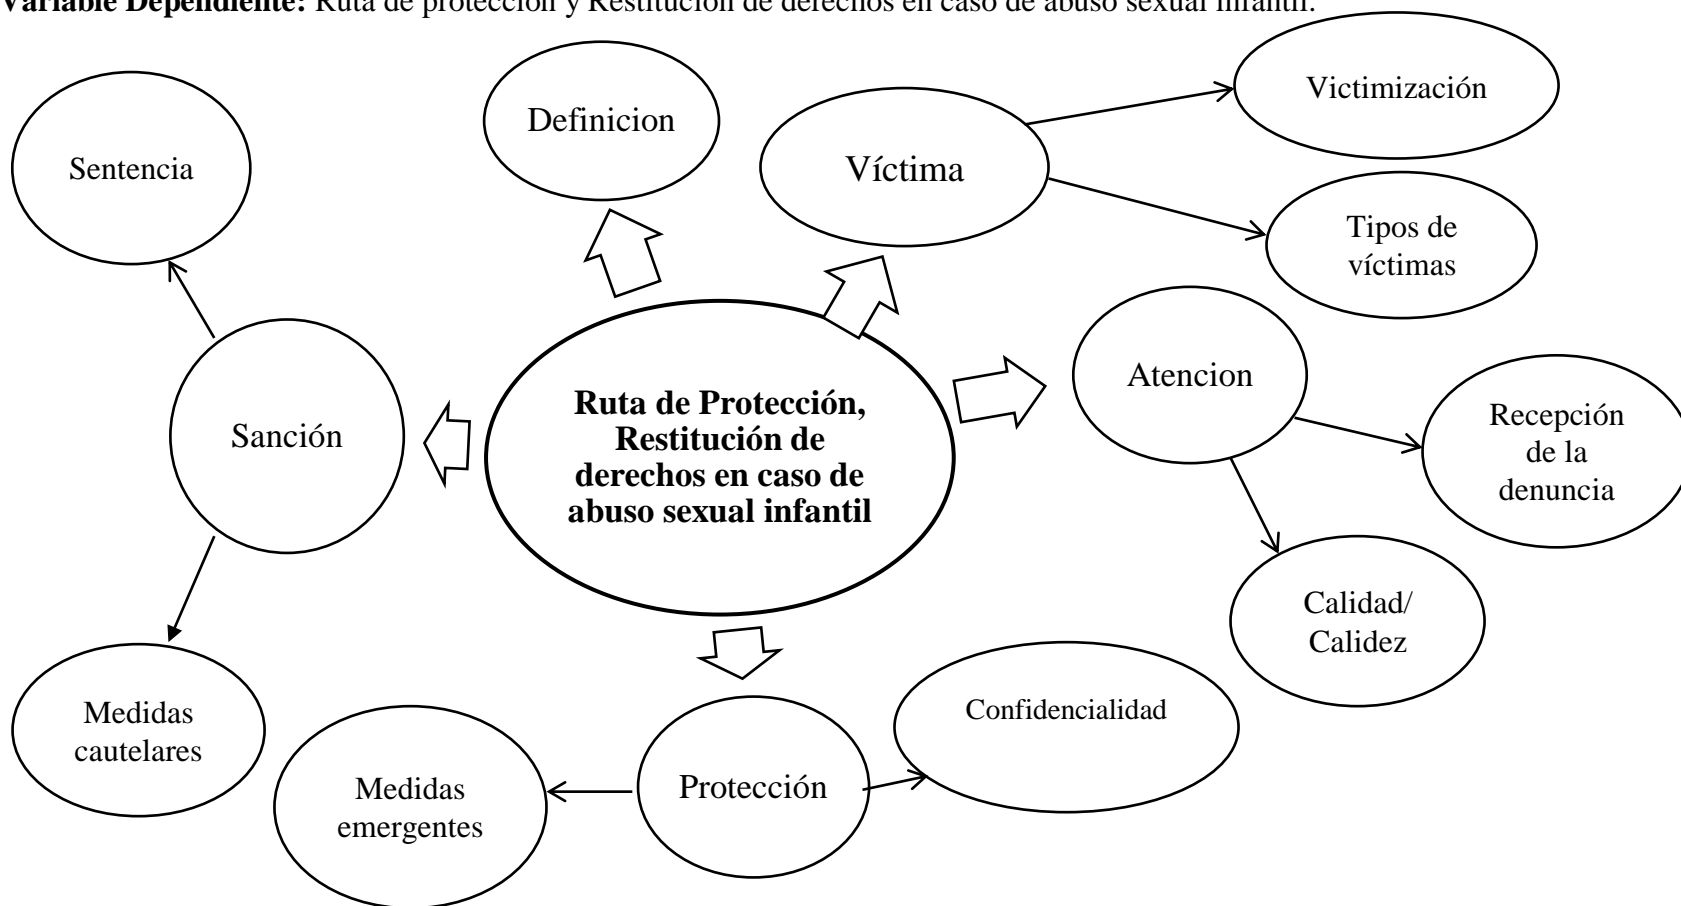 Variable Dependiente: Ruta de protección y Restitución de derechos en caso de abuso sexual infantil.
Victimización
Definicion
Víctima
Sentencia
Tipos de
víctimas
Atencion
Ruta de Protección,
Restitución de
derechos en caso de
abuso sexual infantil
Recepción
de la
denuncia
Sanción
Calidad/
Calidez
Medidas
cautelares
Confidencialidad
Protección
Medidas
emergentes